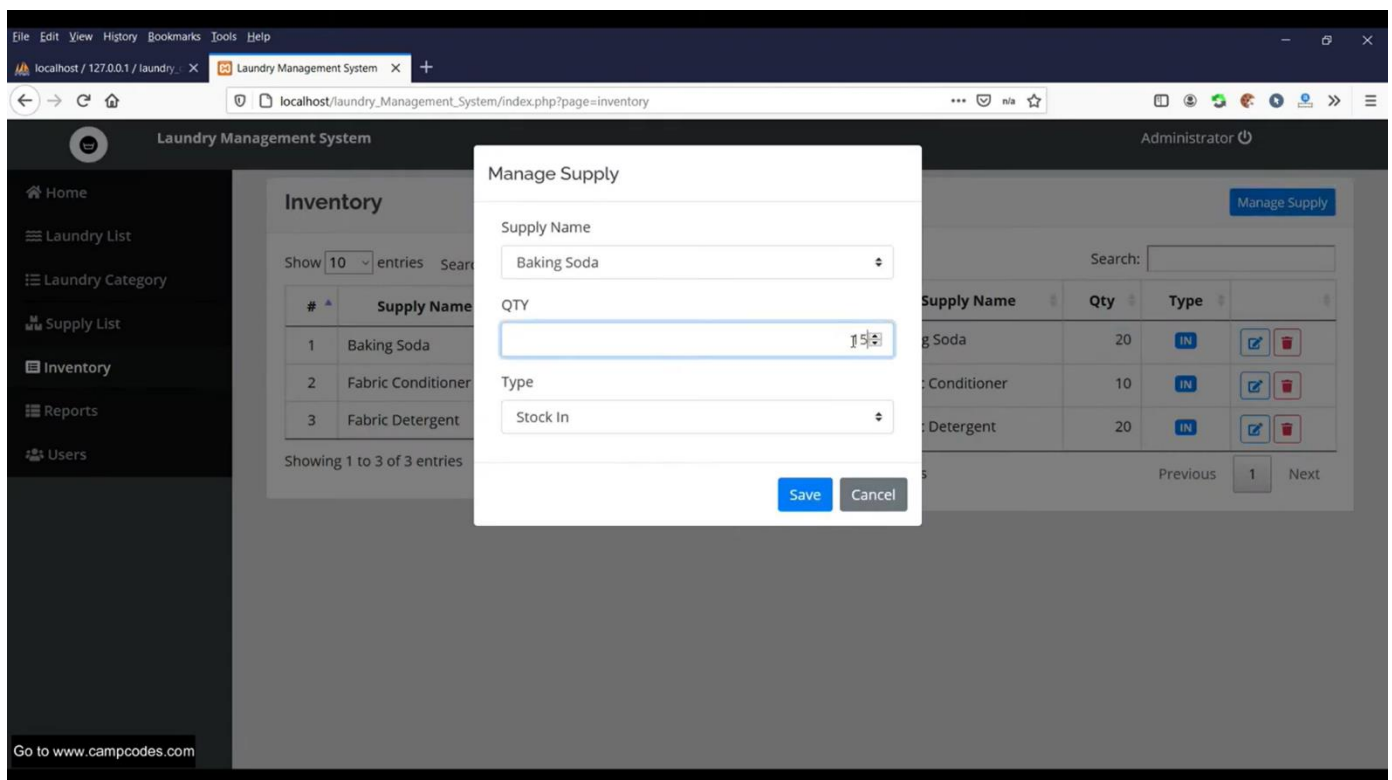 File Edit View History Bookmarks Tools Help
localhost / 127.0.0.1 / laundry_
Laundry Management System
localhost/laundry_Management_System/index.php?page=inventory
n/a
Laundry Management System
Administrator
Home
Laundry List
Laundry Category
Supply List
Inventory
Reports
Users
Inventory
Manage Supply
Show 10 entries
Search:
# Supply Name
1 Baking Soda
2 Fabric Conditioner
3 Fabric Detergent
Showing 1 to 3 of 3 entries
Manage Supply
Supply Name
Baking Soda
QTY
15
Type
Stock In
Save Cancel
Supply Name Qty Type
Soda 20 IN
Conditioner 10 IN
Detergent 20 IN
Previous 1 Next
Go to www.campcodes.com